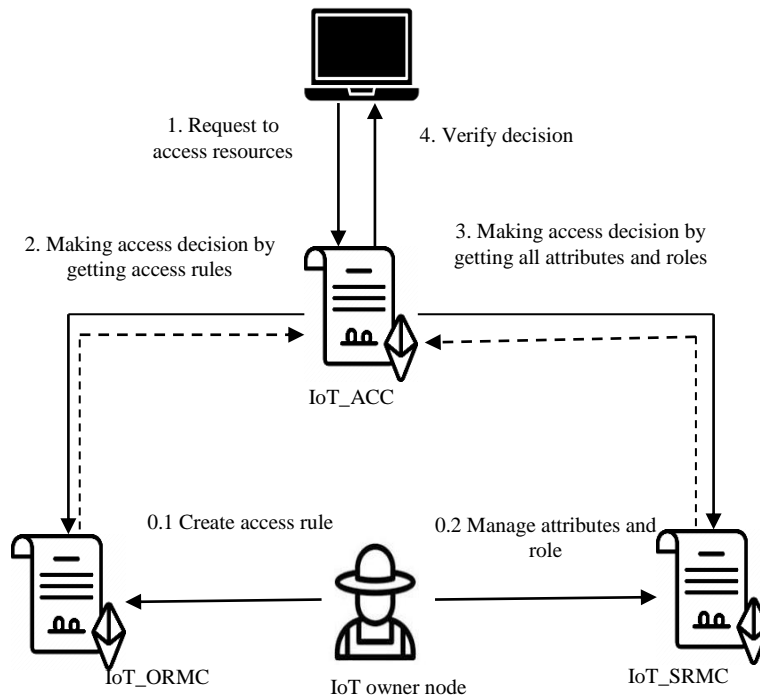 1. Request to
access resources
4. Verify decision
2. Making access decision by
getting access rules
3. Making access decision by
getting all attributes and roles
IoT_ACC
0.1 Create access rule
0.2 Manage attributes and
role
IoT_ORMC
IoT owner node
IoT_SRMC